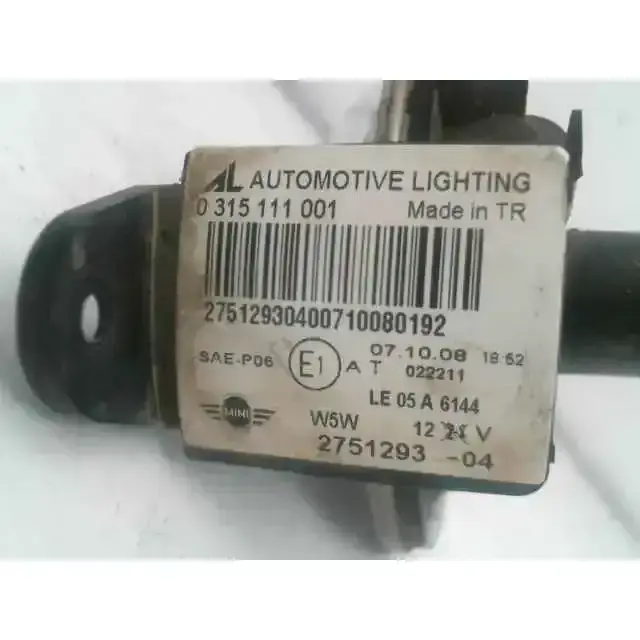 AL AUTOMOTIVE LIGHTING
0 315 111 001 Made in TR
27512930400710080192
SAE-P06 E1 A T 07.10.08 18:52
022211
LE 05 A 6144
MINI W5W 12 V
2751293 -04